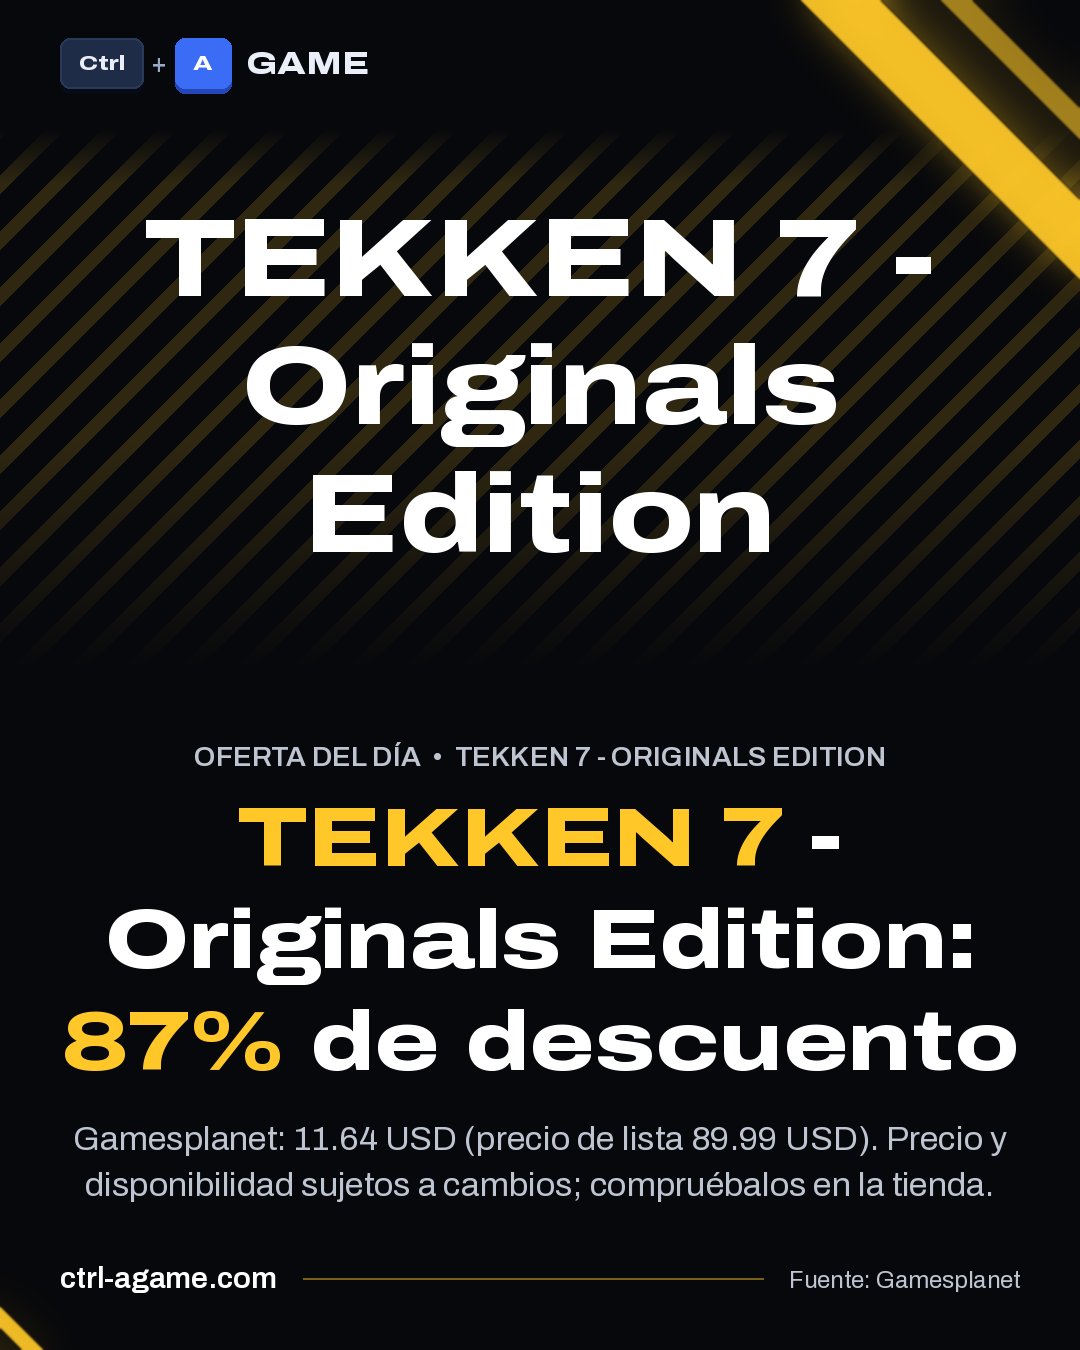 Ctrl + A GAME
TEKKEN 7 -
Originals
Edition
OFERTA DEL DÍA • TEKKEN 7 - ORIGINALS EDITION
TEKKEN 7 -
Originals Edition:
87% de descuento
Gamesplanet: 11.64 USD (precio de lista 89.99 USD). Precio y
disponibilidad sujetos a cambios; compruébalos en la tienda.
ctrl-agame.com
Fuente: Gamesplanet